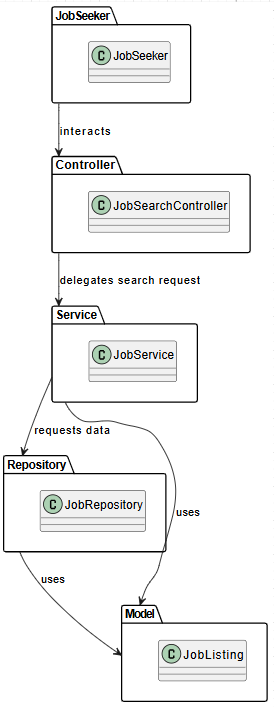 JobSeeker
C JobSeeker
interacts
Controller
C JobSearchController
delegates search request
Service
C JobService
requests data
Repository
C JobRepository
uses
uses
Model
C JobListing